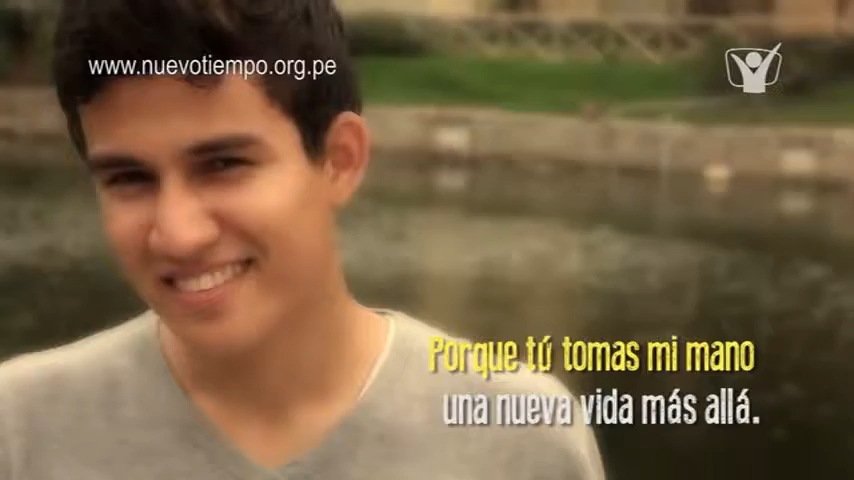 www.nuevotiempo.org.pe
Porque tú tomas mi mano
una nueva vida más allá.